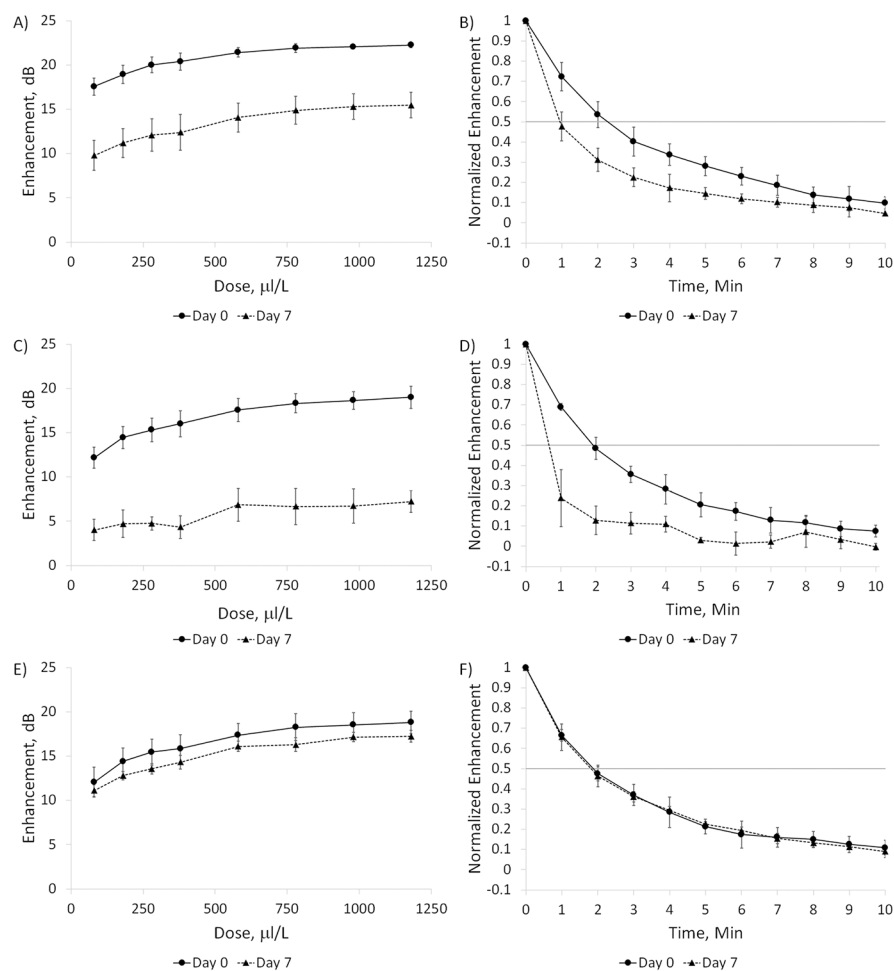 A)
Enhancement, dB
25
20
15
10
5
0
0 250 500 750 1000 1250
Dose, μl/L
Day 0 Day 7
B)
Normalized Enhancement
1
0.9
0.8
0.7
0.6
0.5
0.4
0.3
0.2
0.1
0
-0.1
0 1 2 3 4 5 6 7 8 9 10
Time, Min
Day 0 Day 7
C)
Enhancement, dB
25
20
15
10
5
0
0 250 500 750 1000 1250
Dose, μl/L
Day 0 Day 7
D)
Normalized Enhancement
1
0.9
0.8
0.7
0.6
0.5
0.4
0.3
0.2
0.1
0
-0.1
0 1 2 3 4 5 6 7 8 9 10
Time, Min
Day 0 Day 7
E)
Enhancement, dB
25
20
15
10
5
0
0 250 500 750 1000 1250
Dose, μl/L
Day 0 Day 7
F)
Normalized Enhancement
1
0.9
0.8
0.7
0.6
0.5
0.4
0.3
0.2
0.1
0
-0.1
0 1 2 3 4 5 6 7 8 9 10
Time, Min
Day 0 Day 7